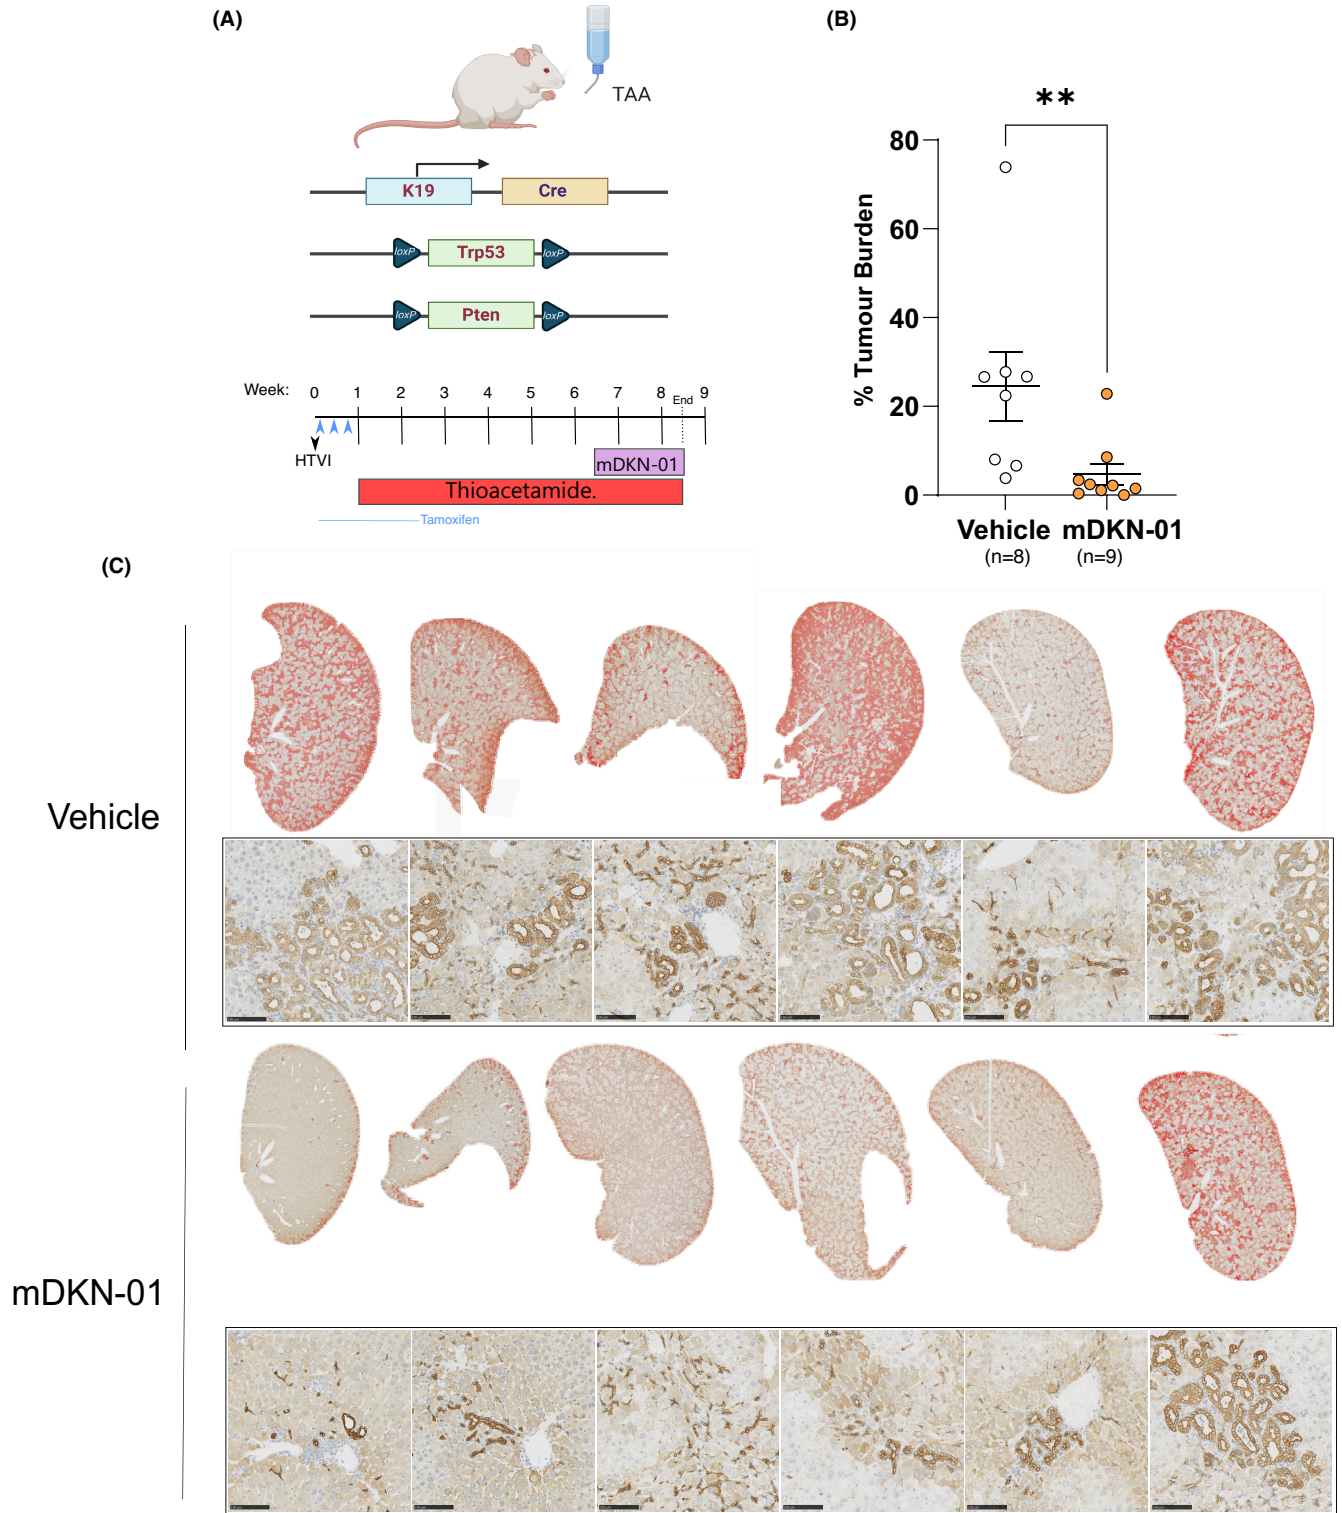 (A)
TAA
K19 Cre
loxP Trp53 loxP
loxP Pten loxP
Week: 0 1 2 3 4 5 6 7 8 End 9
HTVI
mDKN-01
Thioacetamide.
Tamoxifen
(B)
**
% Tumour Burden
80
60
40
20
0
Vehicle mDKN-01
(n=8) (n=9)
(C)
Vehicle
mDKN-01